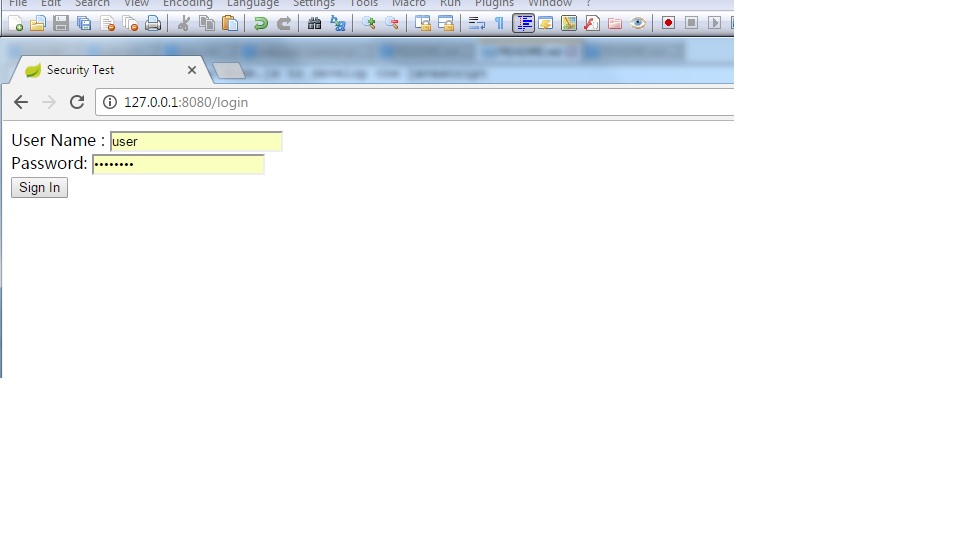 File Edit Search View Encoding Language Settings Tools Macro Run Plugins Window ?
Security Test
127.0.0.1:8080/login
User Name : user
Password: ••••••••
Sign In